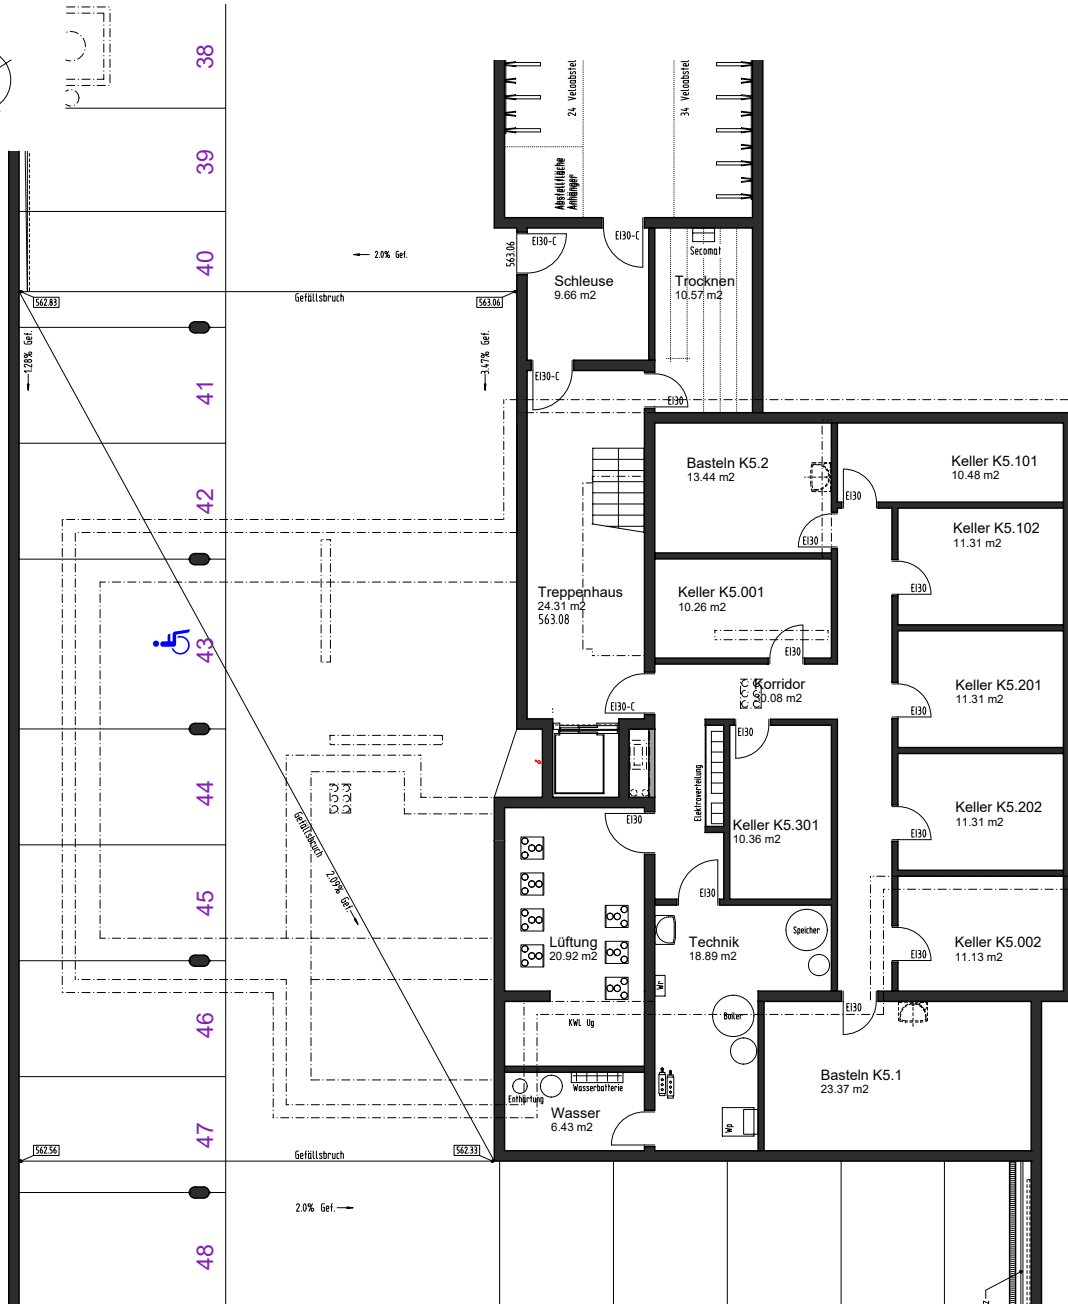 38
24 Veloabstel
34 Veloabstel
39
Abstellfläche
Anhänger
40
2.0% Gef.
563.06
EI30-C
EI30-C
Secomat
Schleuse
9.66 m2
Trocknen
10.57 m2
562.83
Gefällsbruch
563.06
1.28% Gef.
3.47% Gef.
41
EI30-C
EI30
42
Basteln K5.2
13.44 m2
Keller K5.101
10.48 m2
EI30
Keller K5.102
11.31 m2
EI30
EI30
Treppenhaus
24.31 m2
563.08
Keller K5.001
10.26 m2
43
EI30
Korridor
30.08 m2
Keller K5.201
11.31 m2
EI30-C
EI30
EI30
44
Elektroverteilung
Keller K5.202
11.31 m2
Gefällsbruch
EI30
Keller K5.301
10.36 m2
EI30
2.09% Gef.
45
EI30
Speicher
Lüftung
20.92 m2
Technik
18.89 m2
Keller K5.002
11.13 m2
EI30
Wr
46
KWL Ug
Boiler
EI30
Basteln K5.1
23.37 m2
Enthärtung
Wasserbatterie
Wasser
6.43 m2
Wp
47
562.56
Gefällsbruch
562.33
2.0% Gef.
48